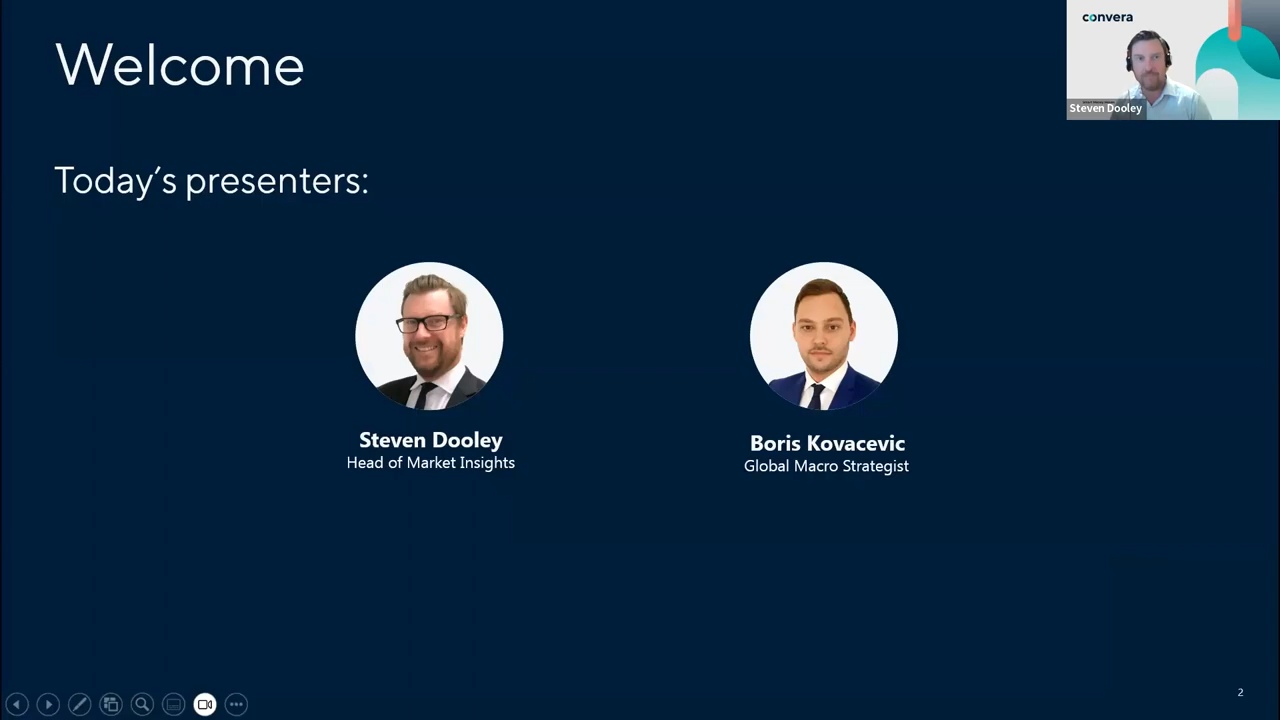 Welcome
convera
Steven Dooley
Today's presenters:
Steven Dooley
Head of Market Insights
Boris Kovacevic
Global Macro Strategist
2